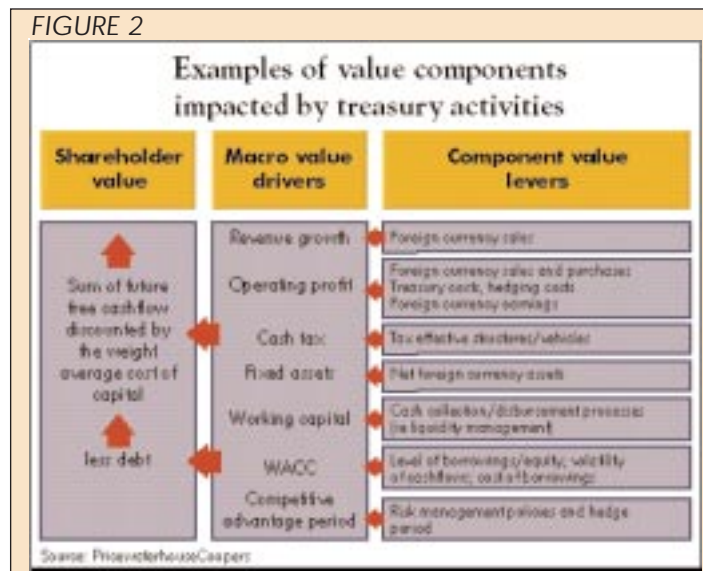 FIGURE 2
Examples of value components
impacted by treasury activities
Shareholder
value
Macro value
drivers
Component value
levers
Sum of future
free cashflow
discounted by
the weight
average cost of
capital
less debt
Revenue growth
Operating profit
Cash tax
Fixed assets
Working capital
WACC
Competitive
advantage period
Foreign currency sales
Foreign currency sales and purchases
Treasury costs, hedging costs
Foreign currency earnings
Tax effective structures/vehicles
Net foreign currency assets
Cash collection/disbursement processes
(ie liquidity management)
Level of borrowings/equity, volatility
of cashflows, cost of borrowings
Risk management policies and hedge
period
Source: PricewaterhouseCoopers